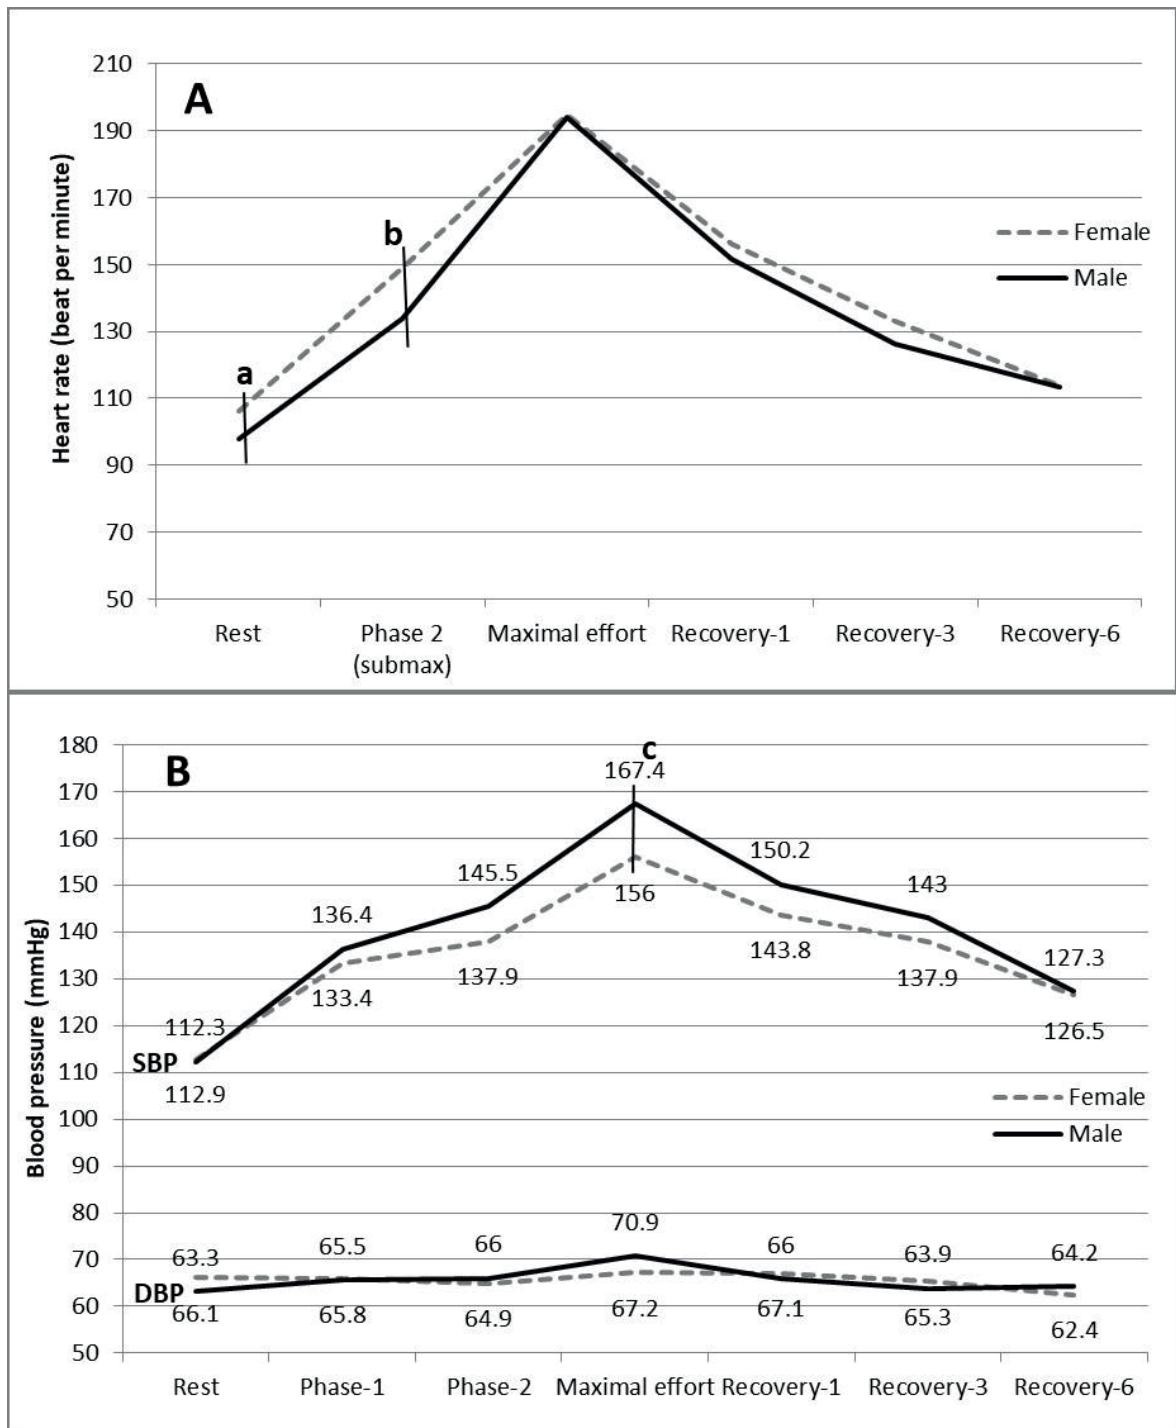 210
A
190
170
b
150
130
a
110
90
70
50
Heart rate (beat per minute)
Female
Male
Rest
Phase 2
(submax)
Maximal effort
Recovery-1
Recovery-3
Recovery-6
180
B
c
167.4
170
160
150.2
145.5
143
150
156
136.4
140
143.8
137.9
137.9
127.3
130
133.4
126.5
112.3
120
SBP
110
112.9
100
90
80
Blood pressure (mmHg)
Female
Male
70.9
63.3
65.5
66
66
63.9
64.2
70
DBP
60
66.1
65.8
64.9
67.2
67.1
65.3
62.4
50
Rest
Phase-1
Phase-2
Maximal effort
Recovery-1
Recovery-3
Recovery-6